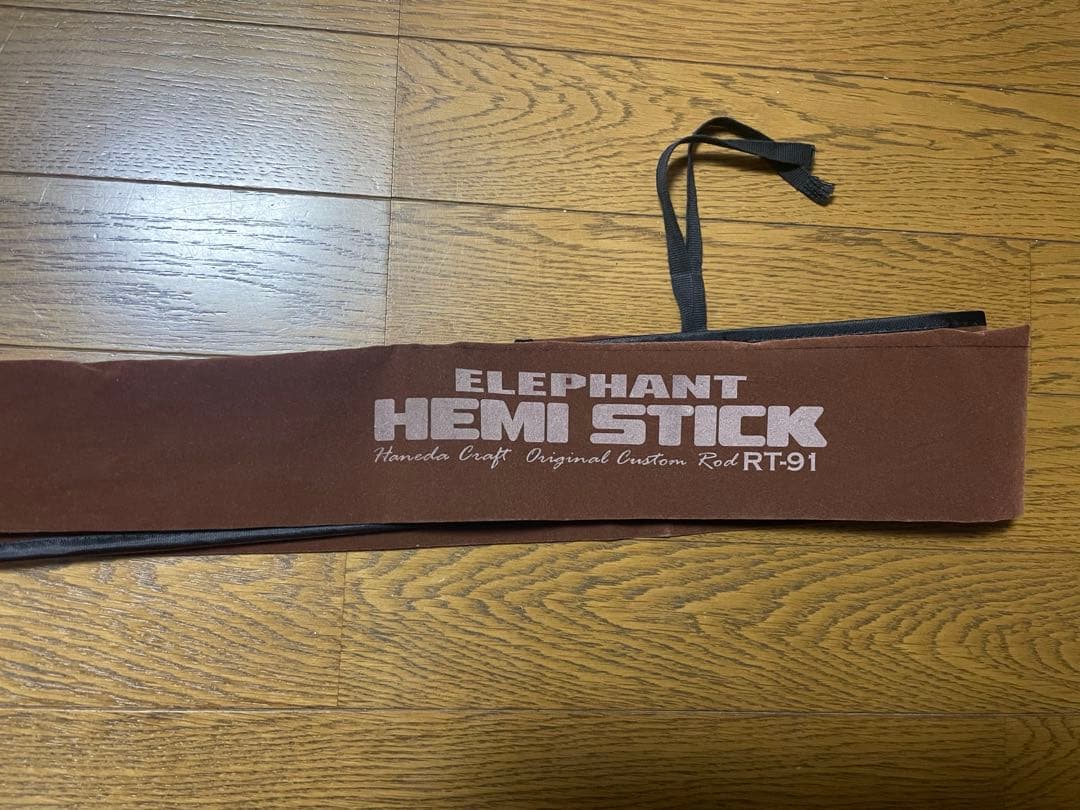 ELEPHANT
HEMI STICK
Haneda Craft Original Custom Rod RT-91